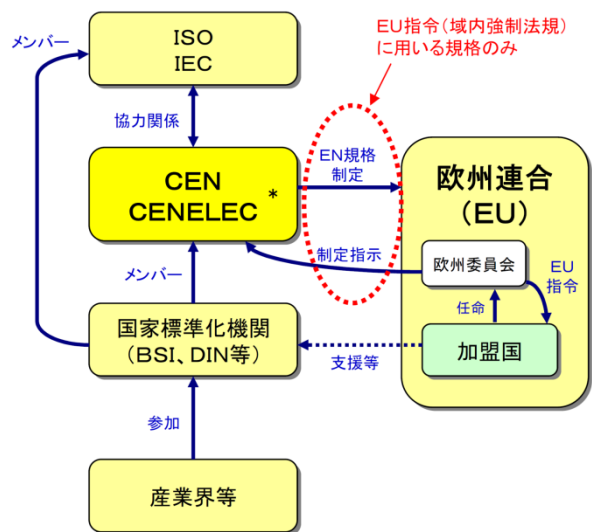 EU指令(域内強制法規)
に用いる規格のみ
メンバー
ISO
IEC
協力関係
EN規格
制定
CEN
CENELEC *
欧州連合
(EU)
制定指示
欧州委員会
EU
指令
メンバー
任命
国家標準化機関
(BSI、DIN等)
支援等
加盟国
参加
産業界等